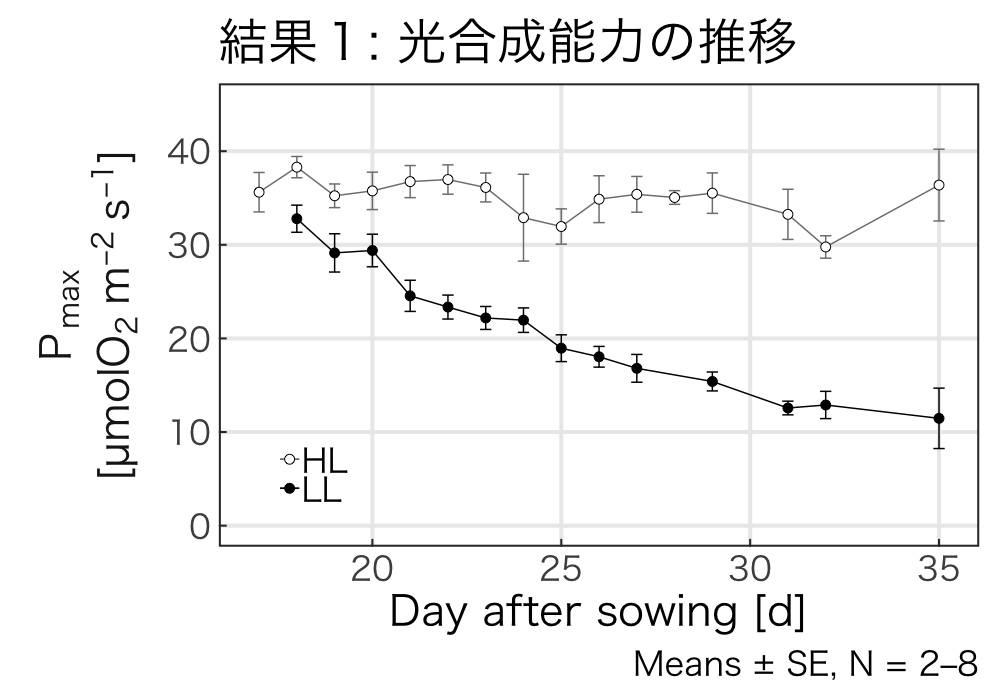 結果1: 光合成能力の推移
Pmax
[µmolO2 m−2 s−1]
40
30
20
10
0
HL
LL
20 25 30 35
Day after sowing [d]
Means ± SE, N = 2–8